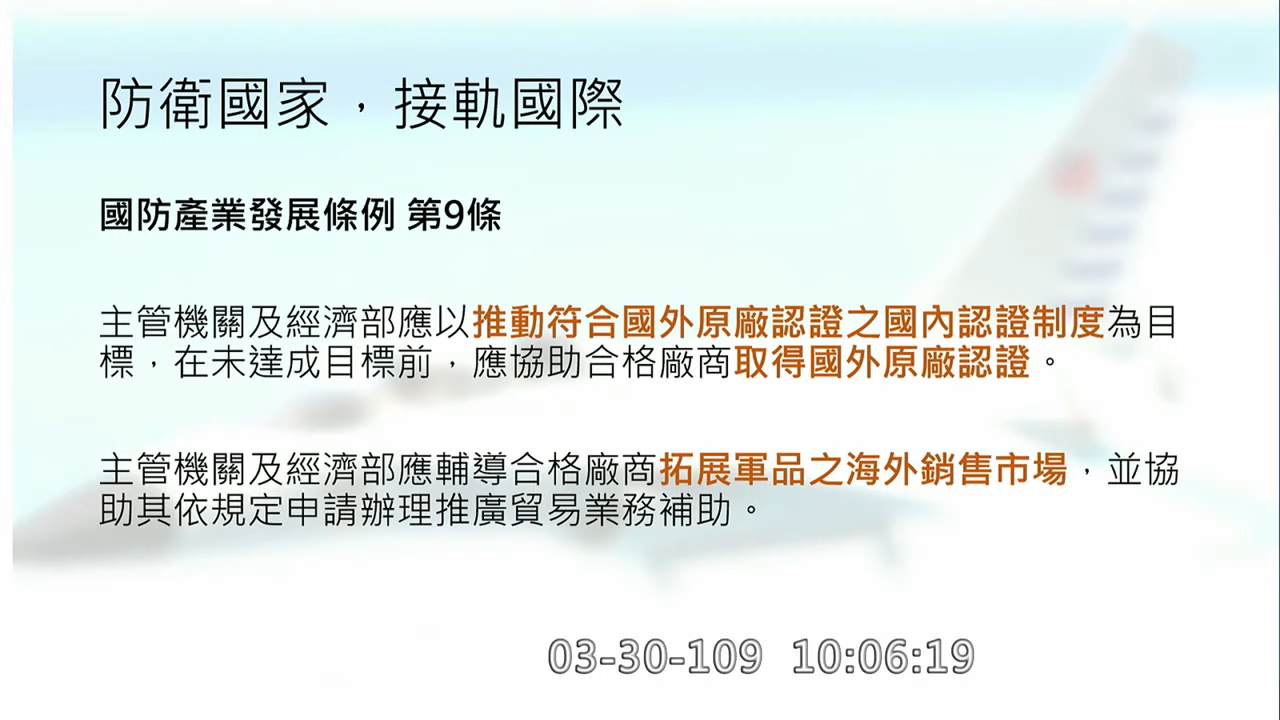 防衛國家，接軌國際
國防產業發展條例 第9條
主管機關及經濟部應以推動符合國外原廠認證之國內認證制度為目
標，在未達成目標前，應協助合格廠商取得國外原廠認證。
主管機關及經濟部應輔導合格廠商拓展軍品之海外銷售市場，並協
助其依規定申請辦理推廣貿易業務補助。
03-30-109 10:06:19